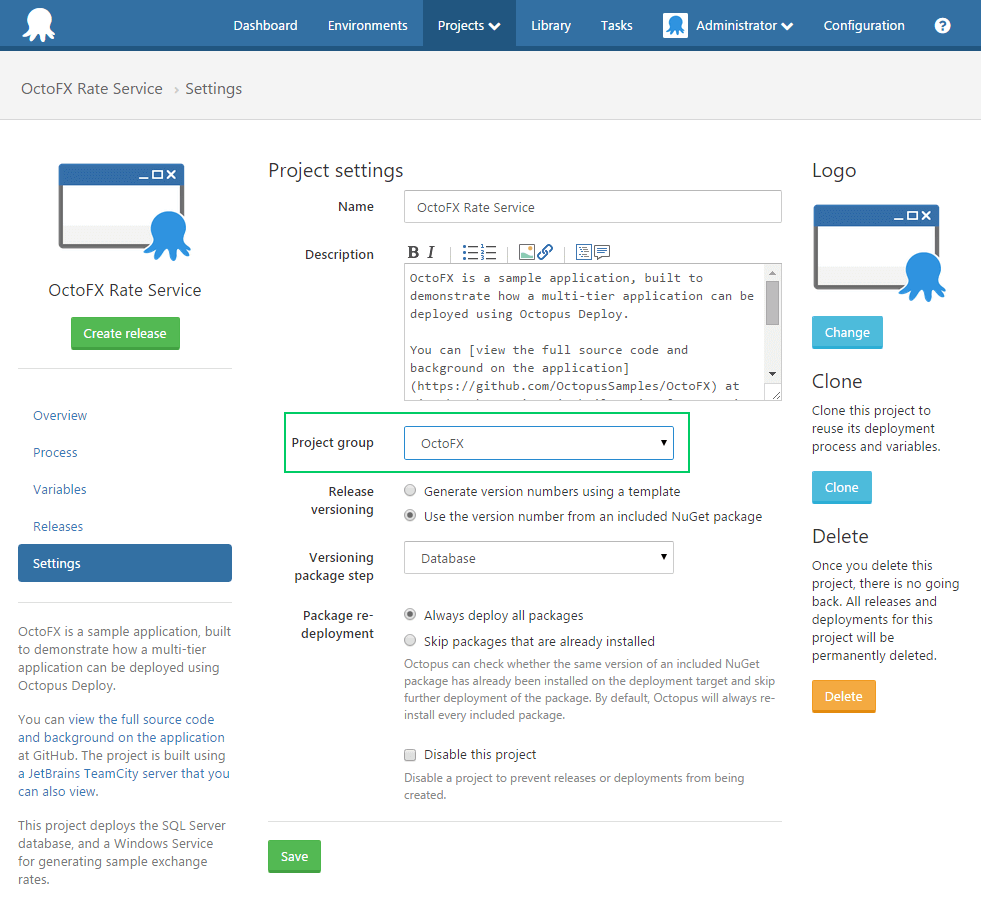 Dashboard Environments Projects Library Tasks Administrator Configuration ?
OctoFX Rate Service › Settings
OctoFX Rate Service
Create release
Overview
Process
Variables
Releases
Settings
OctoFX is a sample application, built
to demonstrate how a multi-tier
application can be deployed using
Octopus Deploy.
You can view the full source code
and background on the application
at GitHub. The project is built using
a JetBrains TeamCity server that you
can also view.
This project deploys the SQL Server
database, and a Windows Service
for generating sample exchange
rates.
Project settings
Name
OctoFX Rate Service
Description
B I
OctoFX is a sample application, built to
demonstrate how a multi-tier application can be
deployed using Octopus Deploy.
You can [view the full source code and
background on the application]
(https://github.com/OctopusSamples/OctoFX) at
Project group
OctoFX
Release
versioning
Generate version numbers using a template
Use the version number from an included NuGet package
Versioning
package step
Database
Package re-
deployment
Always deploy all packages
Skip packages that are already installed
Octopus can check whether the same version of an included NuGet
package has already been installed on the deployment target and skip
further deployment of the package. By default, Octopus will always re-
install every included package.
Disable this project
Disable a project to prevent releases or deployments from being
created.
Save
Logo
Change
Clone
Clone this project to
reuse its deployment
process and variables.
Clone
Delete
Once you delete this
project, there is no going
back. All releases and
deployments for this
project will be
permanently deleted.
Delete